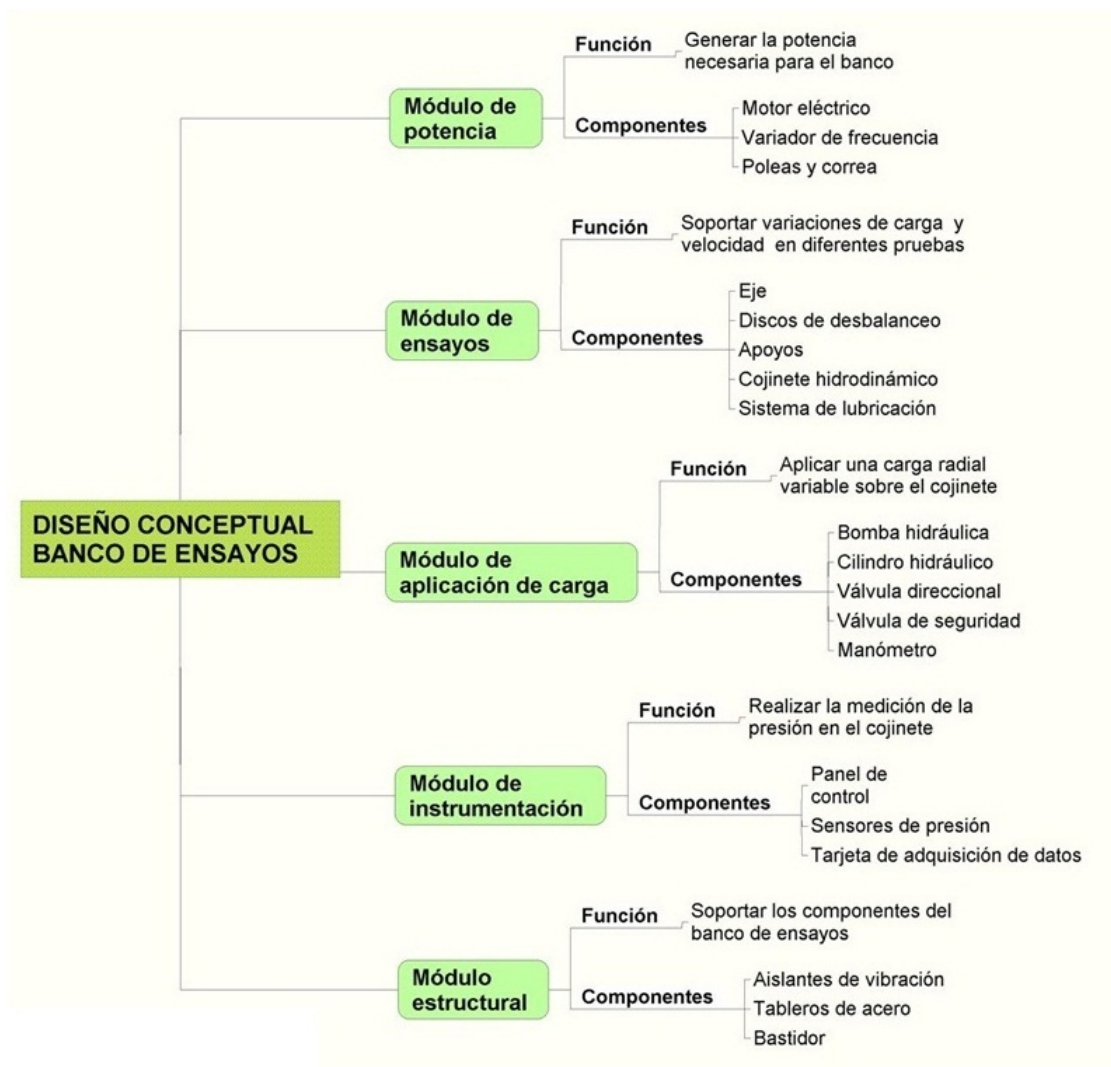 DISEÑO CONCEPTUAL
BANCO DE ENSAYOS
Módulo de
potencia
Función
Generar la potencia
necesaria para el banco
Componentes
Motor eléctrico
Variador de frecuencia
Poleas y correa
Módulo de
ensayos
Función
Soportar variaciones de carga y
velocidad en diferentes pruebas
Componentes
Eje
Discos de desbalanceo
Apoyos
Cojinete hidrodinámico
Sistema de lubricación
Módulo de
aplicación de carga
Función
Aplicar una carga radial
variable sobre el cojinete
Componentes
Bomba hidráulica
Cilindro hidráulico
Válvula direccional
Válvula de seguridad
Manómetro
Módulo de
instrumentación
Función
Realizar la medición de la
presión en el cojinete
Componentes
Panel de
control
Sensores de presión
Tarjeta de adquisición de datos
Módulo
estructural
Función
Soportar los componentes del
banco de ensayos
Componentes
Aislantes de vibración
Tableros de acero
Bastidor